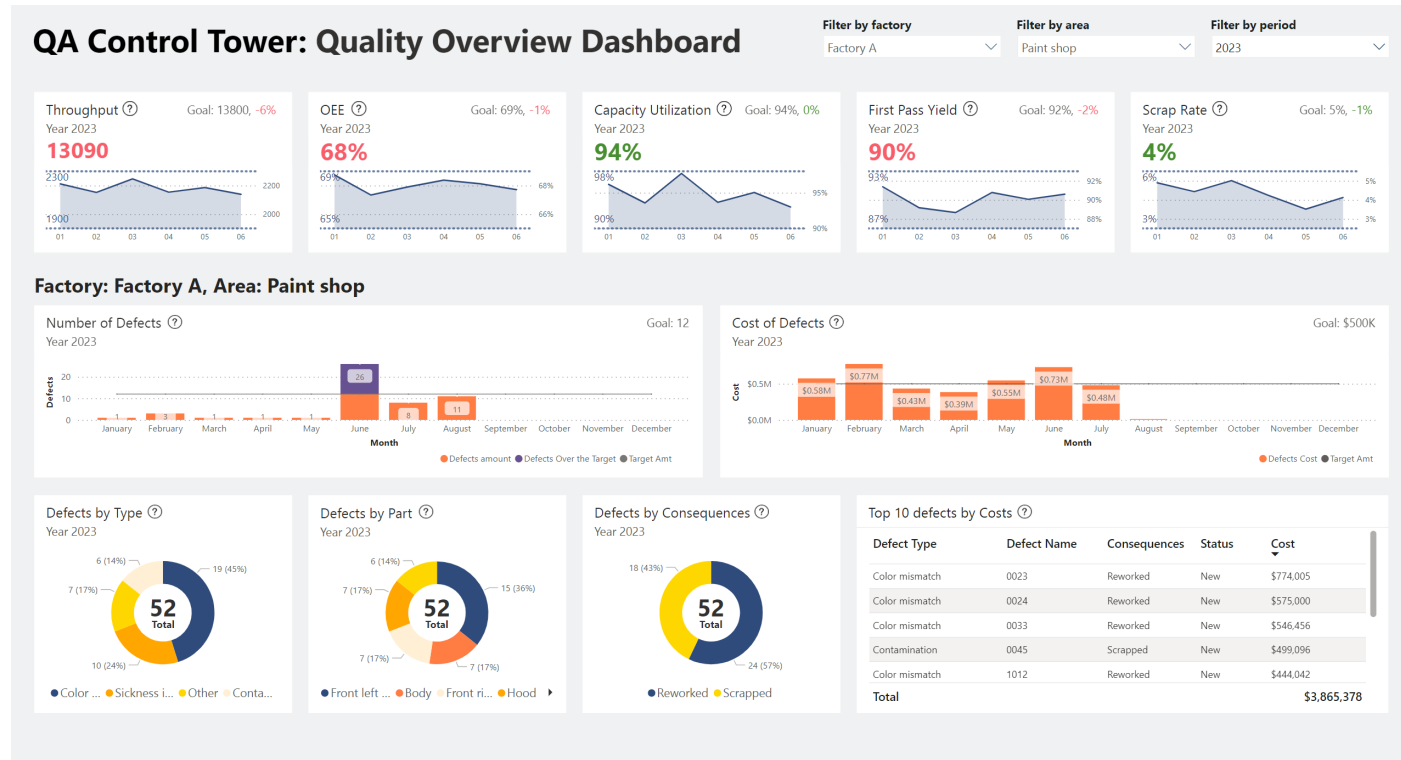 QA Control Tower: Quality Overview Dashboard
Filter by factory
Factory A
Filter by area
Paint shop
Filter by period
2023
Throughput ?
Goal: 13800, -6%
Year 2023
13090
2300
1900
2200
2000
01 02 03 04 05 06
OEE ?
Goal: 69%, -1%
Year 2023
68%
69%
65%
68%
66%
01 02 03 04 05 06
Capacity Utilization ?
Goal: 94%, 0%
Year 2023
94%
98%
90%
95%
90%
01 02 03 04 05 06
First Pass Yield ?
Goal: 92%, -2%
Year 2023
90%
93%
87%
92%
90%
88%
01 02 03 04 05 06
Scrap Rate ?
Goal: 5%, -1%
Year 2023
4%
6%
3%
5%
4%
3%
01 02 03 04 05 06
Factory: Factory A, Area: Paint shop
Number of Defects ?
Goal: 12
Year 2023
Defects
20
10
0
1 3 1 1 1 26 8 11
January February March April May June July August September October November December
Month
Defects amount Defects Over the Target Target Amt
Cost of Defects ?
Goal: $500K
Year 2023
Cost
$0.5M
$0.0M
$0.58M $0.77M $0.43M $0.39M $0.55M $0.73M $0.48M
January February March April May June July August September October November December
Month
Defects Cost Target Amt
Defects by Type ?
Year 2023
6 (14%)
19 (45%)
7 (17%)
52
Total
10 (24%)
Color ... Sickness i... Other Conta...
Defects by Part ?
Year 2023
6 (14%)
15 (36%)
7 (17%)
52
Total
7 (17%)
7 (17%)
Front left ... Body Front ri... Hood
Defects by Consequences ?
Year 2023
18 (43%)
52
Total
24 (57%)
Reworked Scrapped
Top 10 defects by Costs ?
Defect Type Defect Name Consequences Status Cost
Color mismatch 0023 Reworked New $774,005
Color mismatch 0024 Reworked New $575,000
Color mismatch 0033 Reworked New $546,456
Contamination 0045 Scrapped New $499,096
Color mismatch 1012 Reworked New $444,042
Total $3,865,378